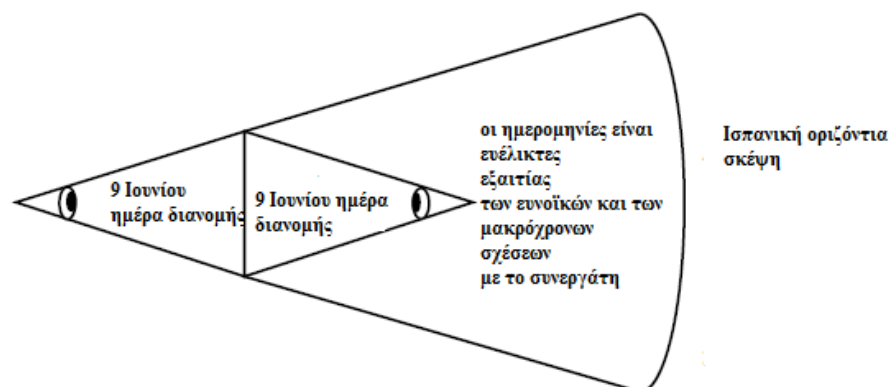 9 Ιουνίου
ημέρα διανομής
9 Ιουνίου ημέρα
διανομής
οι ημερομηνίες είναι
ευέλικτες
εξαιτίας
των ευνοϊκών και των
μακρόχρονων
σχέσεων
με το συνεργάτη
Ισπανική οριζόντια
σκέψη